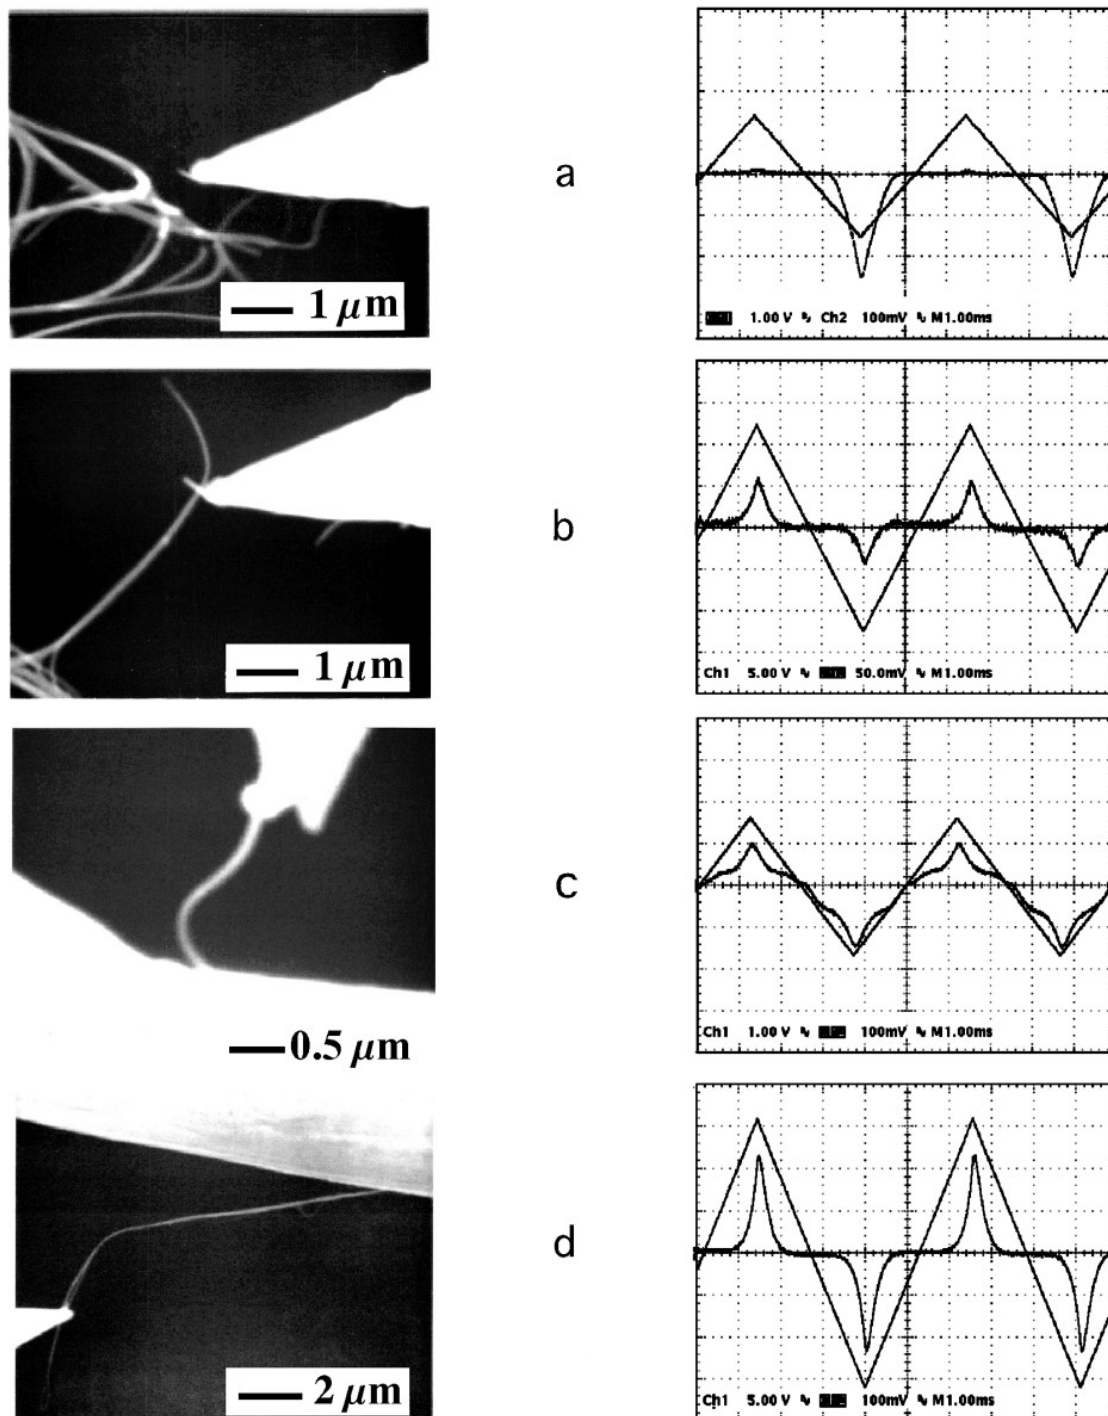 a
1 μm
1.00 V ∿ Ch2 100mV ∿ M1.00ms
b
1 μm
Ch1 5.00 V ∿ 50.0mV ∿ M1.00ms
c
0.5 μm
Ch1 1.00 V ∿ 100mV ∿ M1.00ms
d
2 μm
Ch1 5.00 V ∿ 100mV ∿ M1.00ms